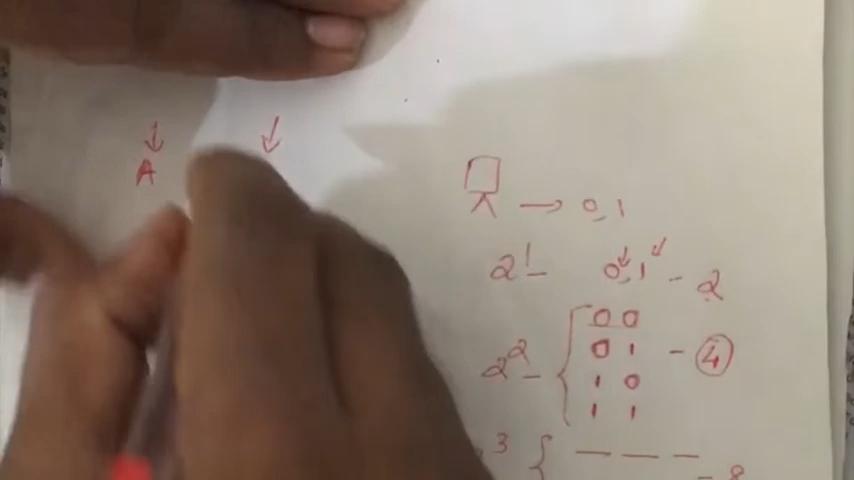 A
→ 0,1
2¹ - 0,1 - 2
0 0
0 1
2² - - ④
1 0
1 1
3 - 8